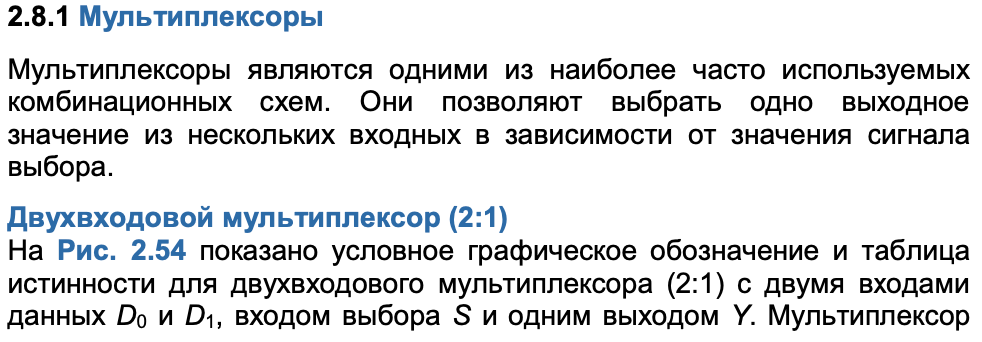 2.8.1 Мультиплексоры
Мультиплексоры являются одними из наиболее часто используемых
комбинационных схем. Они позволяют выбрать одно выходное
значение из нескольких входных в зависимости от значения сигнала
выбора.
Двухвходовой мультиплексор (2:1)
На Рис. 2.54 показано условное графическое обозначение и таблица
истинности для двухвходового мультиплексора (2:1) с двумя входами
данных D₀ и D₁, входом выбора S и одним выходом Y. Мультиплексор